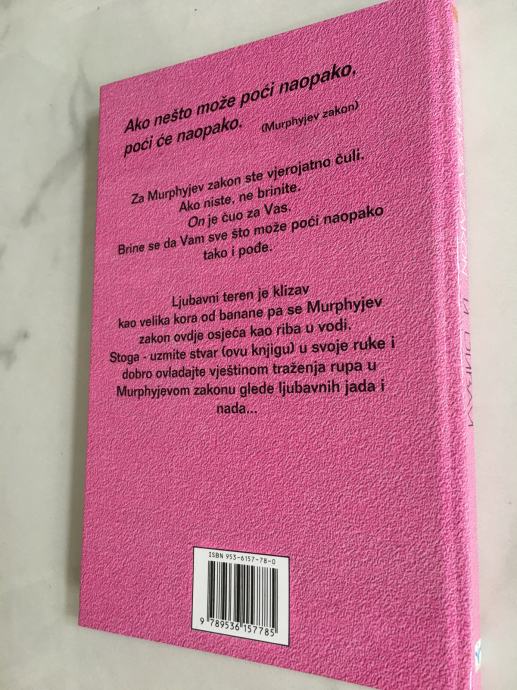 Ako nešto može poći naopako,
poći će naopako. (Murphyjev zakon)
Za Murphyjev zakon ste vjerojatno čuli.
Ako niste, ne brinite.
On je čuo za Vas.
Brine se da Vam sve što može poći naopako
tako i pođe.
Ljubavni teren je klizav
kao velika kora od banane pa se Murphyjev
zakon ovdje osjeća kao riba u vodi.
Stoga - uzmite stvar (ovu knjigu) u svoje ruke i
dobro ovladajte vještinom traženja rupa u
Murphyjevom zakonu glede ljubavnih jada i
nada...
ISBN 953-6157-78-0
9 789536 157785